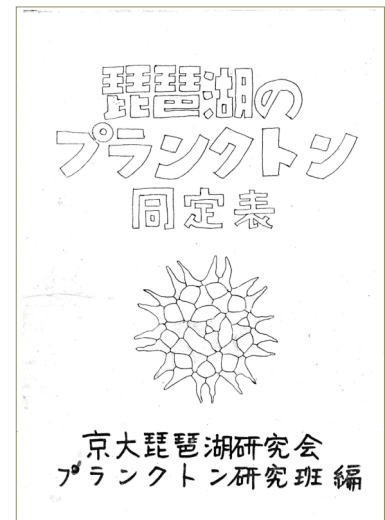 琵琶湖の
プランクトン
同定表
京大琵琶湖研究会
プランクトン研究班編